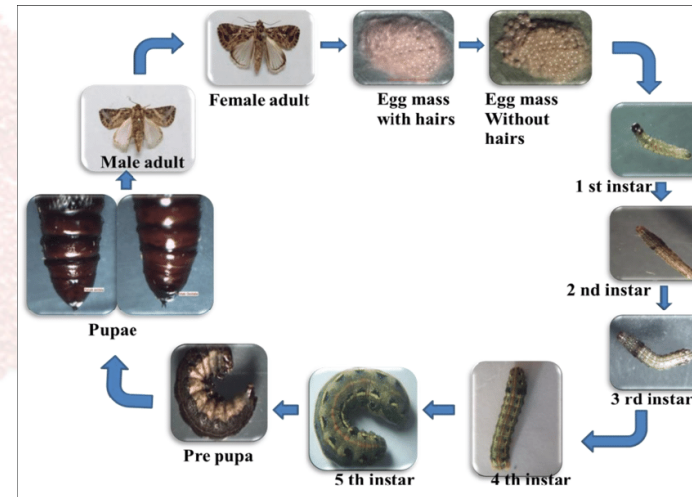 Female adult
Egg mass
with hairs
Egg mass
Without
hairs
Male adult
1 st instar
2 nd instar
3 rd instar
4 th instar
5 th instar
Pre pupa
Pupae